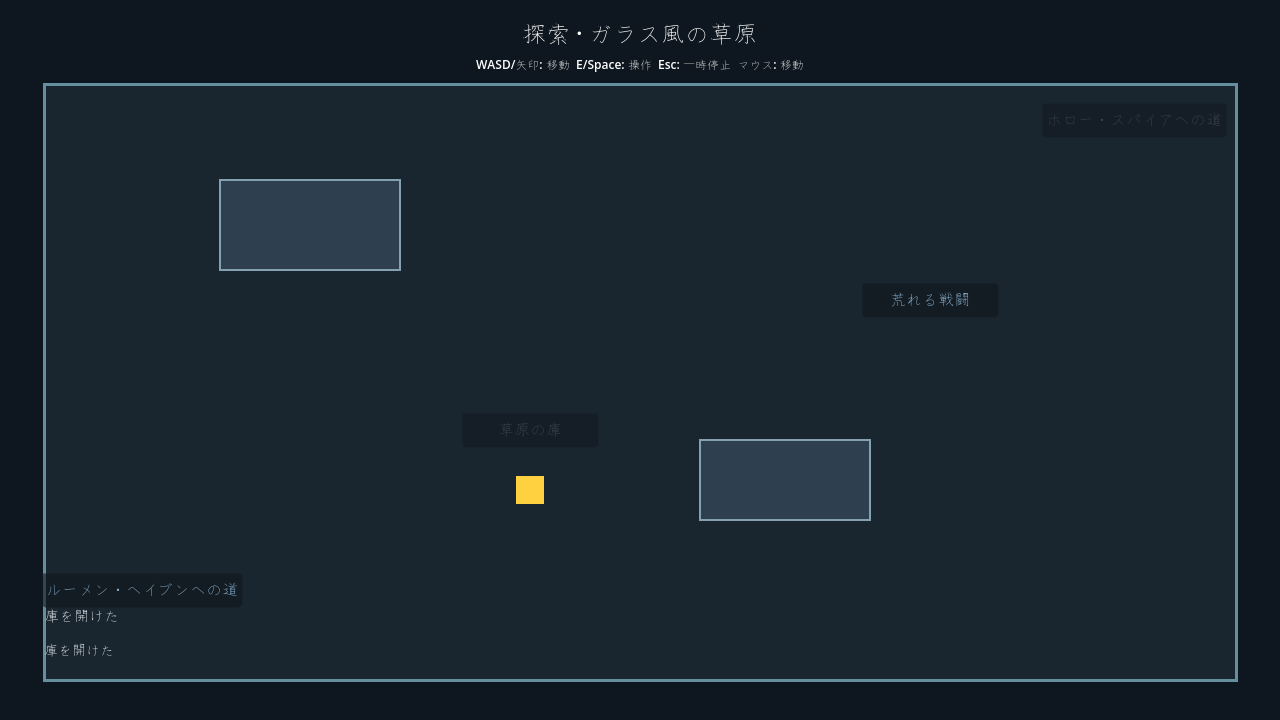 探索・ガラス風の草原
WASD/矢印: 移動 E/Space: 操作 Esc: 一時停止 マウス: 移動
ホロー・スパイアへの道
荒れる戦闘
草原の庫
ルーメン・ヘイブンへの道
庫を開けた
庫を開けた